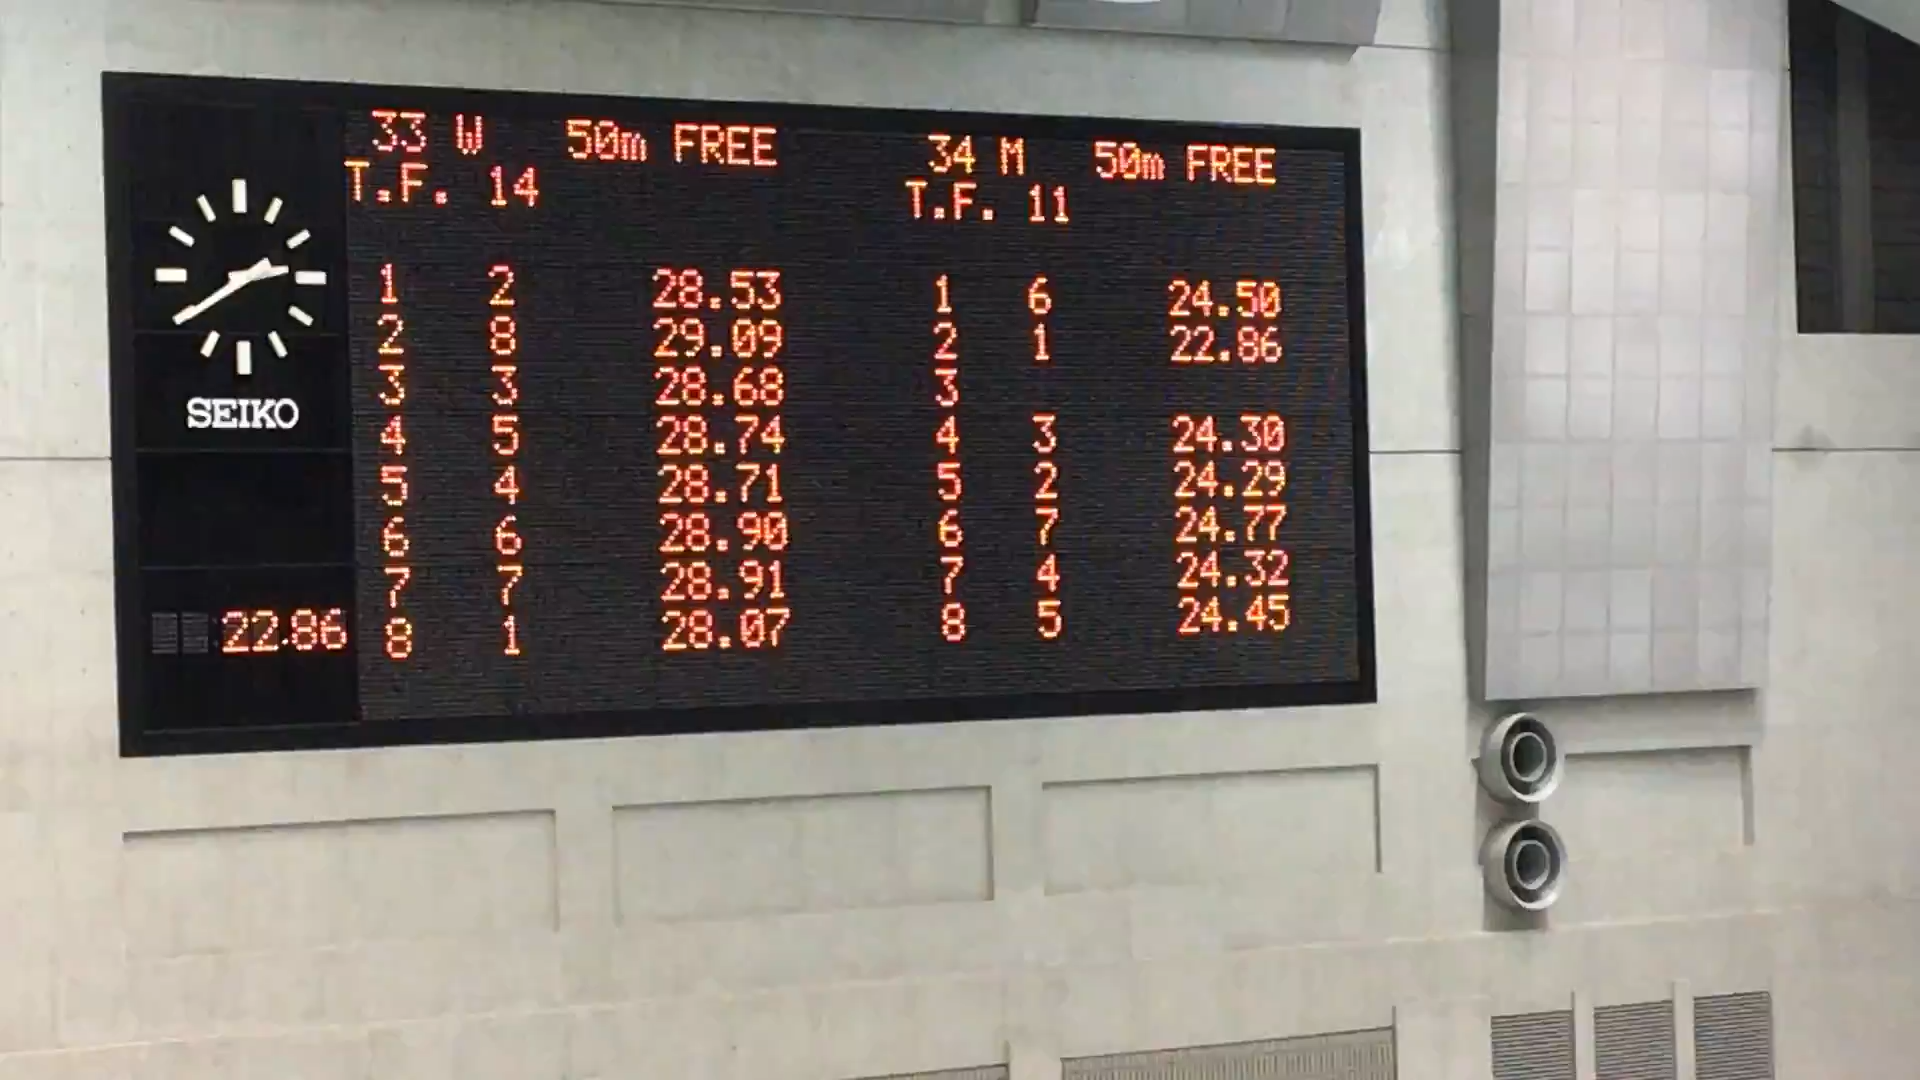 33 W 50m FREE
T.F. 14
1 2 28.53
2 8 29.09
3 3 28.68
4 5 28.74
5 4 28.71
6 6 28.90
7 7 28.91
8 1 28.07
34 M 50m FREE
T.F. 11
1 6 24.50
2 1 22.86
3
4 3 24.30
5 2 24.29
6 7 24.77
7 4 24.32
8 5 24.45
SEIKO
22.86